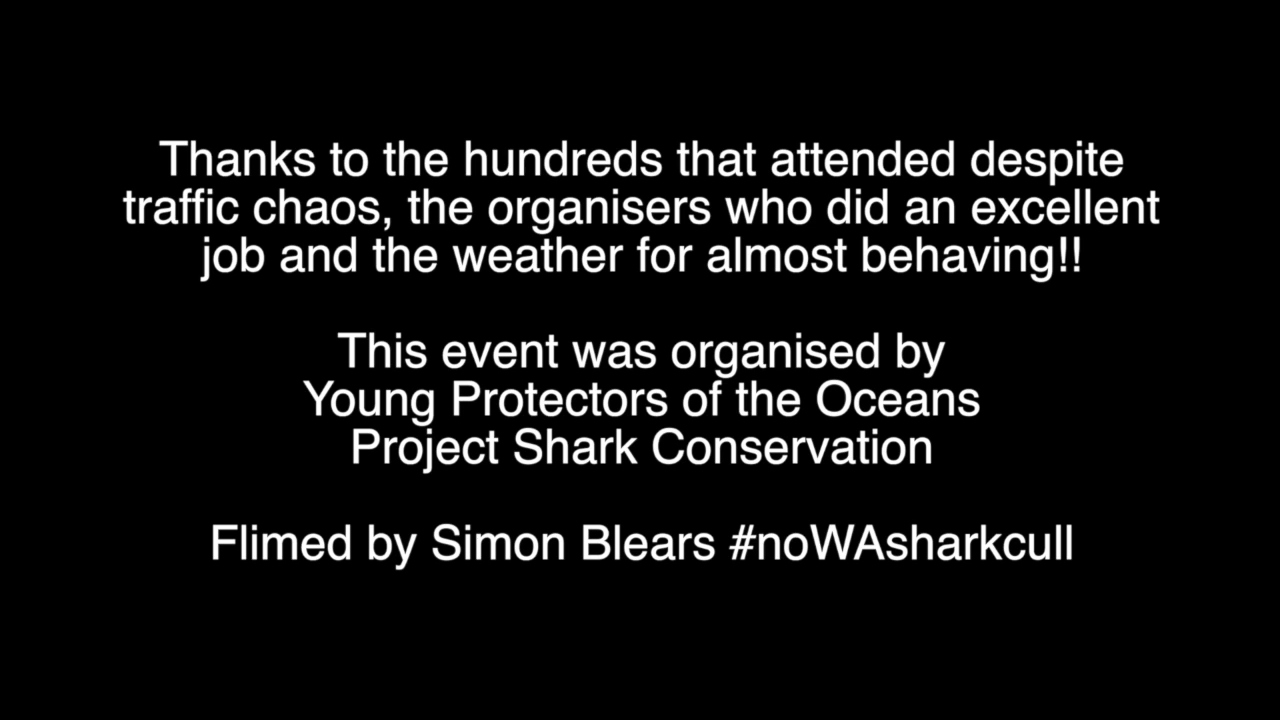 Thanks to the hundreds that attended despite
traffic chaos, the organisers who did an excellent
job and the weather for almost behaving!!
This event was organised by
Young Protectors of the Oceans
Project Shark Conservation
Flimed by Simon Blears #noWAsharkcull